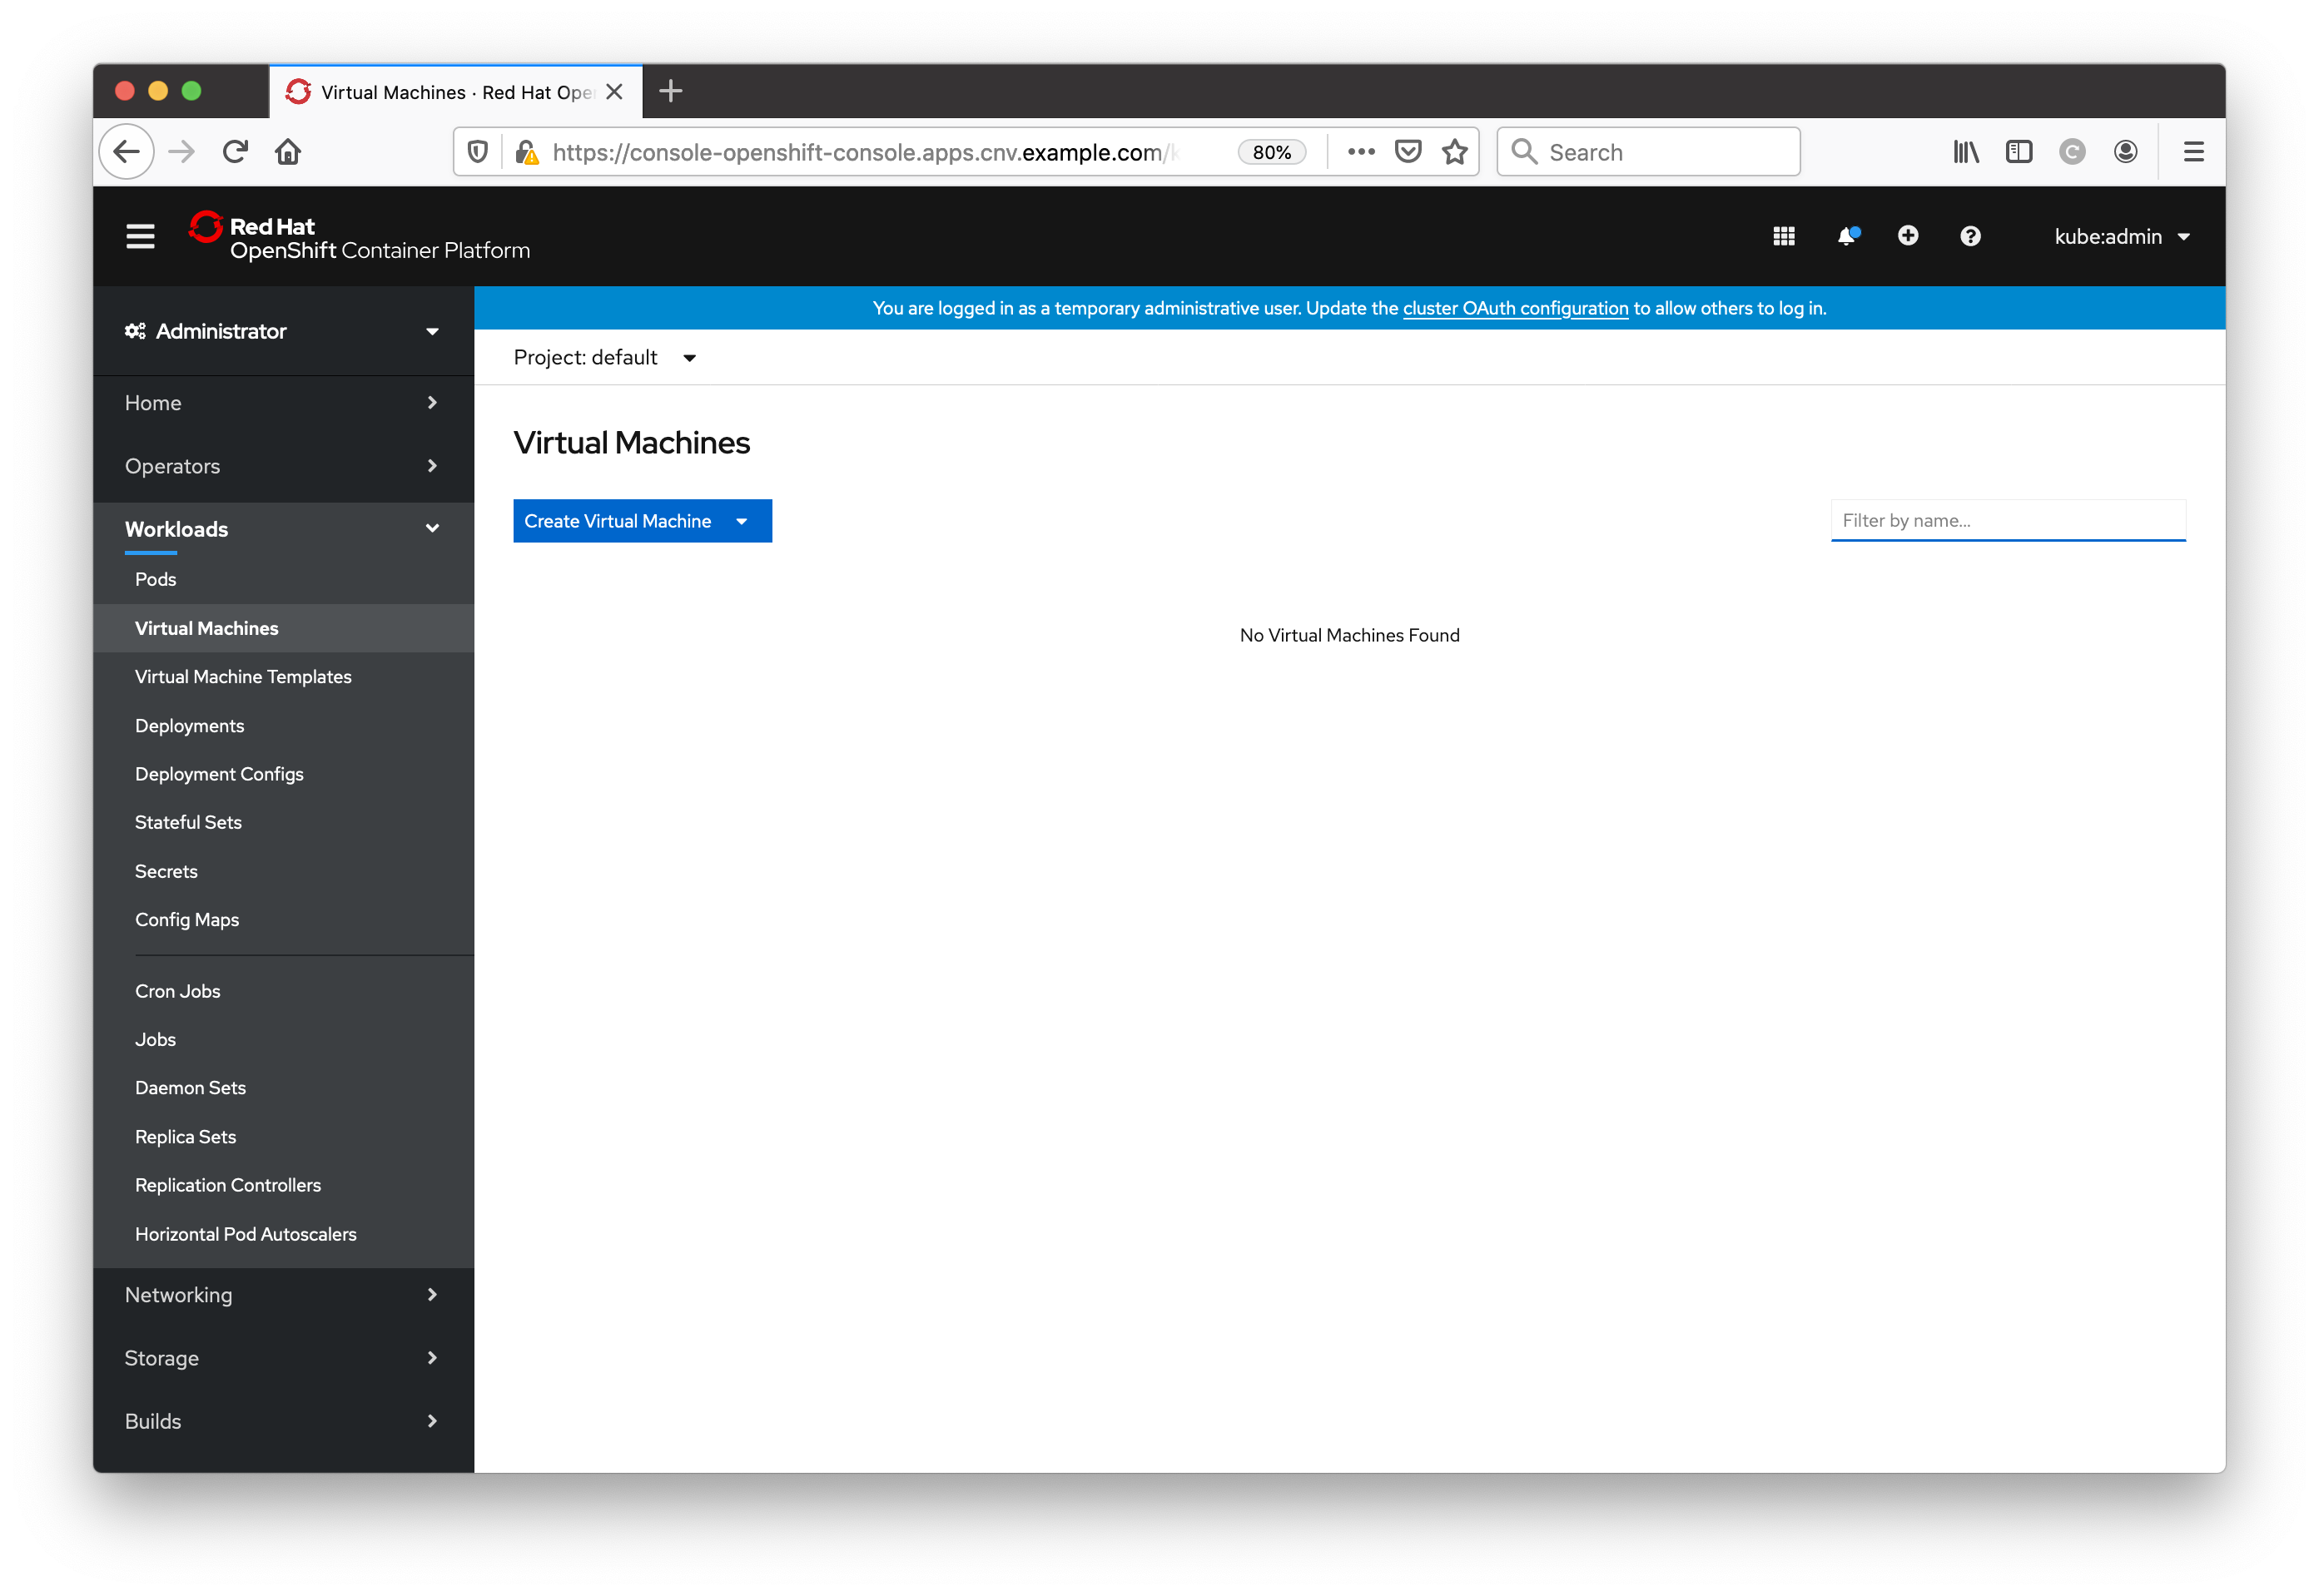 Virtual Machines · Red Hat Ope
https://console-openshift-console.apps.cnv.example.com/
80%
Search
Red Hat
OpenShift Container Platform
kube:admin
Administrator
You are logged in as a temporary administrative user. Update the cluster OAuth configuration to allow others to log in.
Project: default
Home
Operators
Workloads
Pods
Virtual Machines
Virtual Machine Templates
Deployments
Deployment Configs
Stateful Sets
Secrets
Config Maps
Cron Jobs
Jobs
Daemon Sets
Replica Sets
Replication Controllers
Horizontal Pod Autoscalers
Networking
Storage
Builds
Virtual Machines
Create Virtual Machine
Filter by name...
No Virtual Machines Found